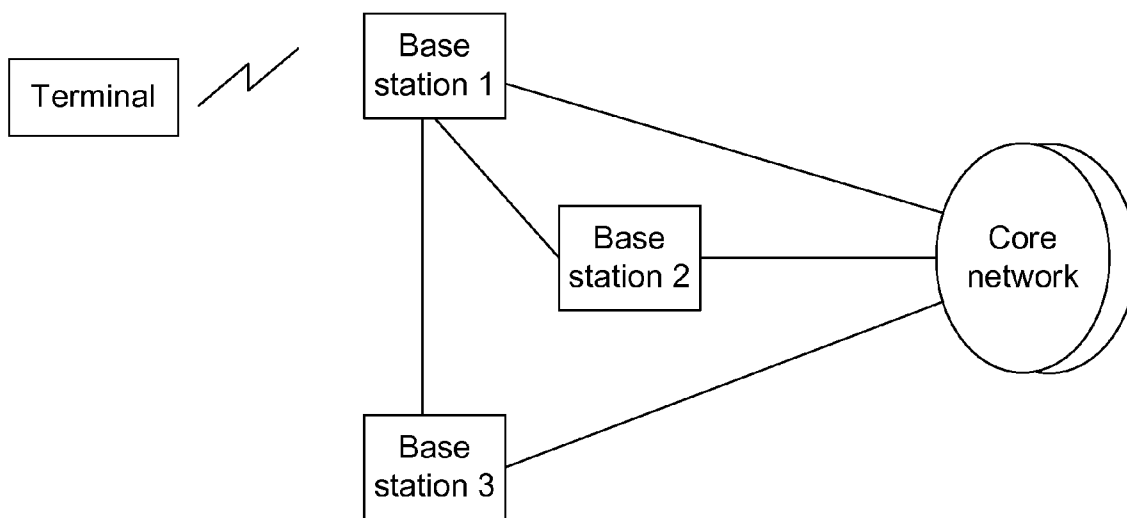 Terminal
Base
station 1
Base
station 2
Core
network
Base
station 3